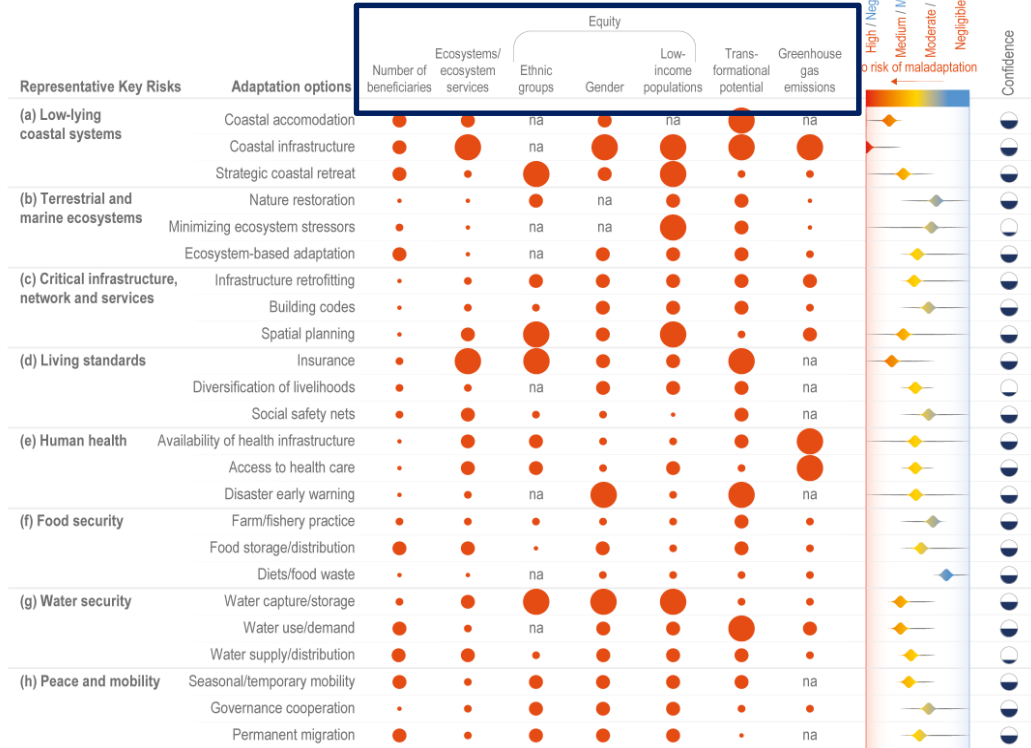 Equity
High / Neg
Medium / M
Moderate /
Negligible
Confidence
Number of
beneficiaries
Ecosystems/
ecosystem
services
Ethnic
groups
Gender
Low-
income
populations
Trans-
formational
potential
Greenhouse
gas
emissions
o risk of maladaptation
Representative Key Risks
Adaptation options
(a) Low-lying
coastal systems
Coastal accomodation na na na
Coastal infrastructure na
Strategic coastal retreat
(b) Terrestrial and
marine ecosystems
Nature restoration na
Minimizing ecosystem stressors na na
Ecosystem-based adaptation na
(c) Critical infrastructure,
network and services
Infrastructure retrofitting
Building codes
Spatial planning
(d) Living standards
Insurance na
Diversification of livelihoods na na
Social safety nets na
(e) Human health
Availability of health infrastructure
Access to health care
Disaster early warning na na
(f) Food security
Farm/fishery practice
Food storage/distribution
Diets/food waste na
(g) Water security
Water capture/storage
Water use/demand na
Water supply/distribution
(h) Peace and mobility
Seasonal/temporary mobility na
Governance cooperation
Permanent migration na